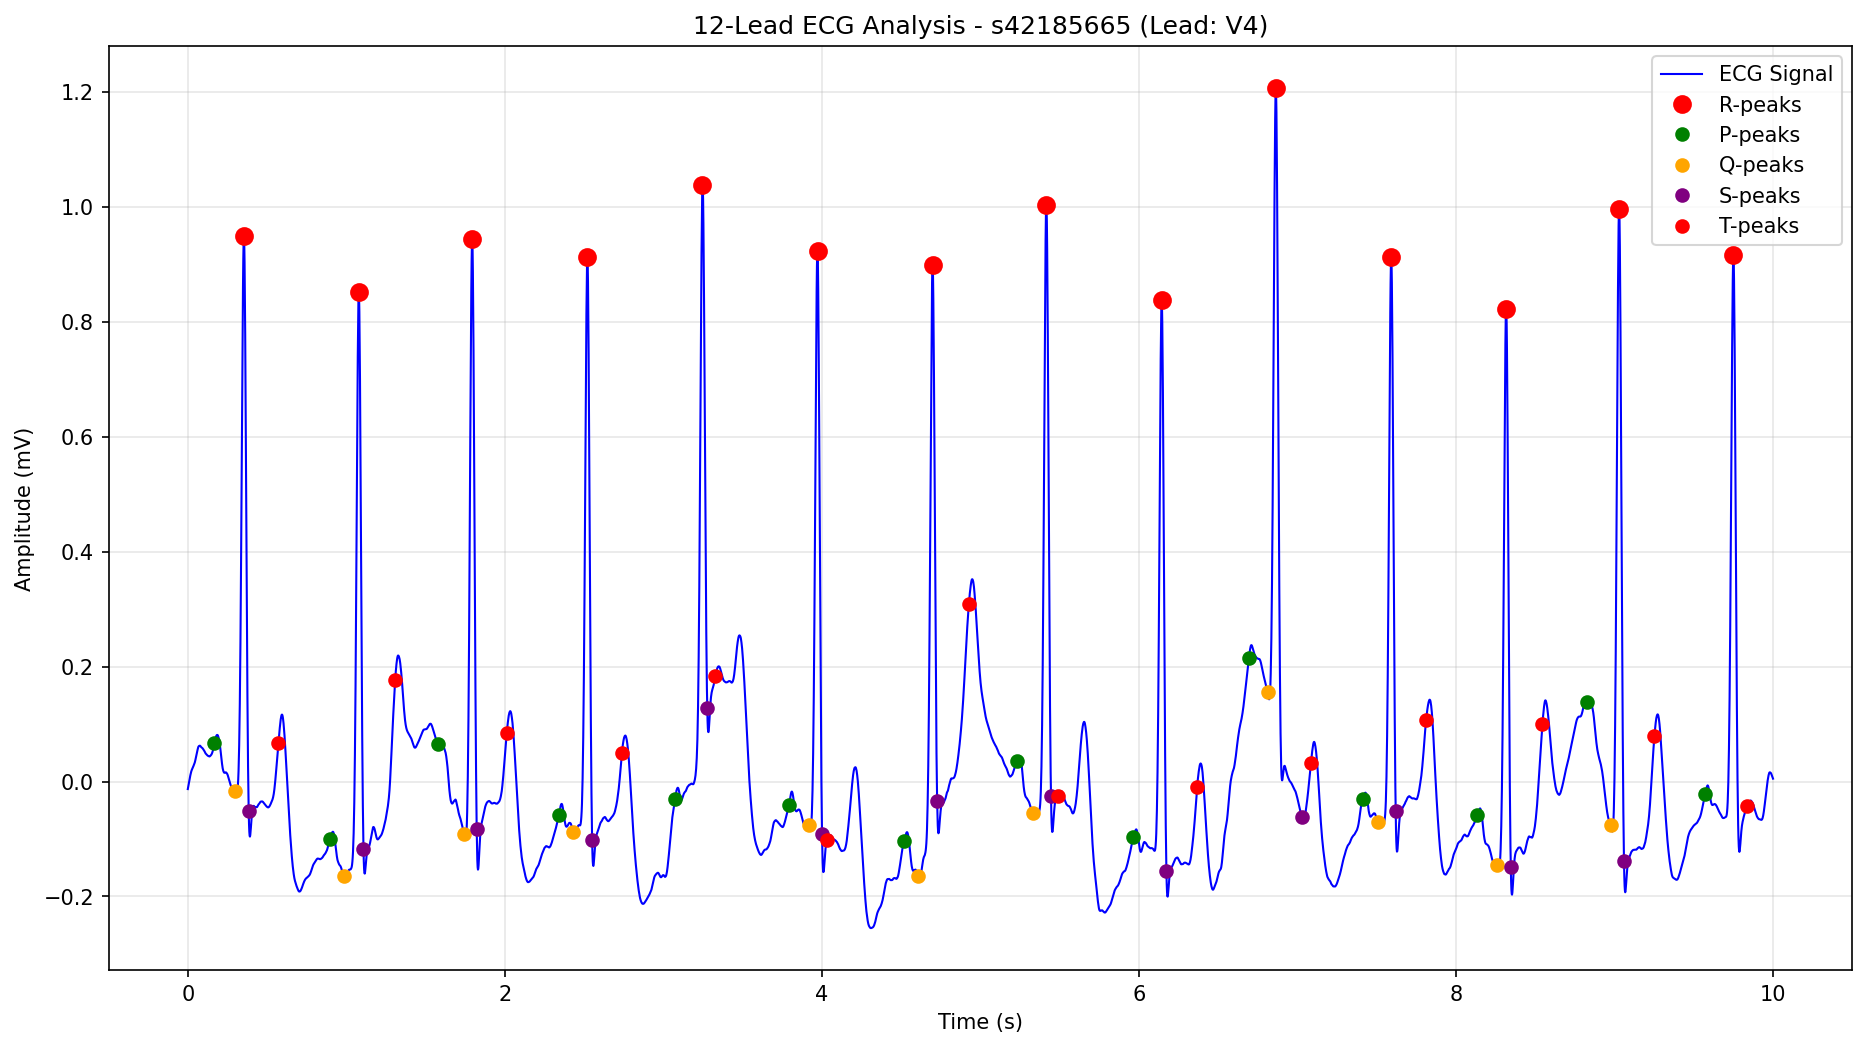 12-Lead ECG Analysis - s42185665 (Lead: V4)
ECG Signal
R-peaks
P-peaks
Q-peaks
S-peaks
T-peaks
Amplitude (mV)
1.2
1.0
0.8
0.6
0.4
0.2
0.0
−0.2
0 2 4 6 8 10
Time (s)